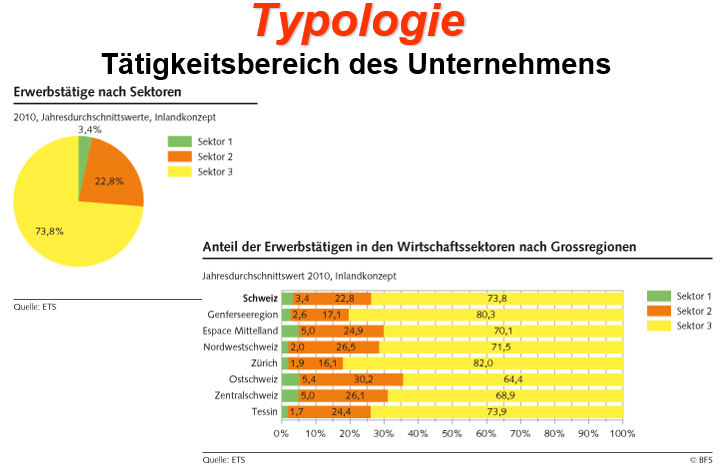 Typologie
Tätigkeitsbereich des Unternehmens
Erwerbstätige nach Sektoren
2010, Jahresdurchschnittswerte, Inlandkonzept
3,4%
22,8%
73,8%
Sektor 1
Sektor 2
Sektor 3
Quelle: ETS
Anteil der Erwerbstätigen in den Wirtschaftssektoren nach Grossregionen
Jahresdurchschnittswert 2010, Inlandkonzept
Schweiz 3,4 22,8 73,8
Genferseeregion 2,6 17,1 80,3
Espace Mittelland 5,0 24,9 70,1
Nordwestschweiz 2,0 26,5 71,5
Zürich 1,9 16,1 82,0
Ostschweiz 5,4 30,2 64,4
Zentralschweiz 5,0 26,1 68,9
Tessin 1,7 24,4 73,9
0% 10% 20% 30% 40% 50% 60% 70% 80% 90% 100%
Sektor 1
Sektor 2
Sektor 3
Quelle: ETS © BFS